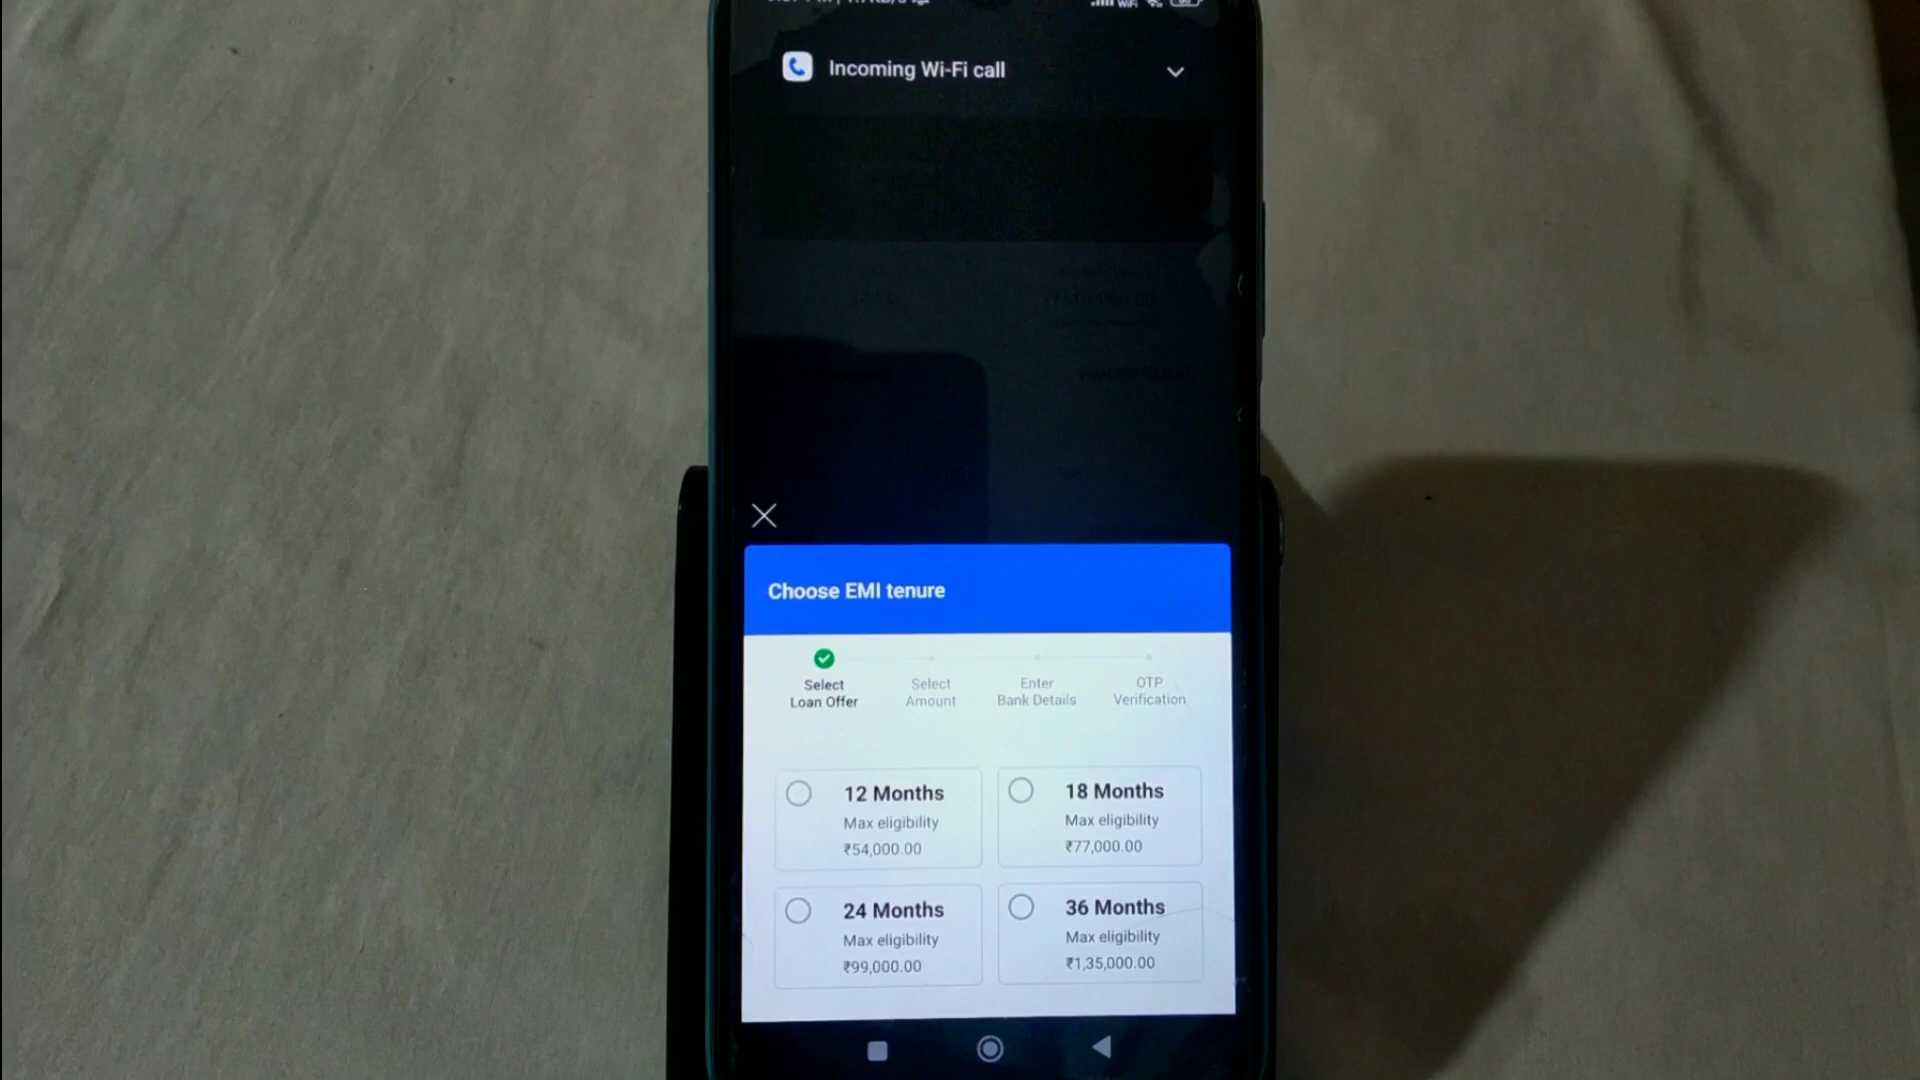 Incoming Wi-Fi call
Choose EMI tenure
Select
Loan Offer
Select
Amount
Enter
Bank Details
OTP
Verification
12 Months
Max eligibility
₹54,000.00
18 Months
Max eligibility
₹77,000.00
24 Months
Max eligibility
₹99,000.00
36 Months
Max eligibility
₹1,35,000.00